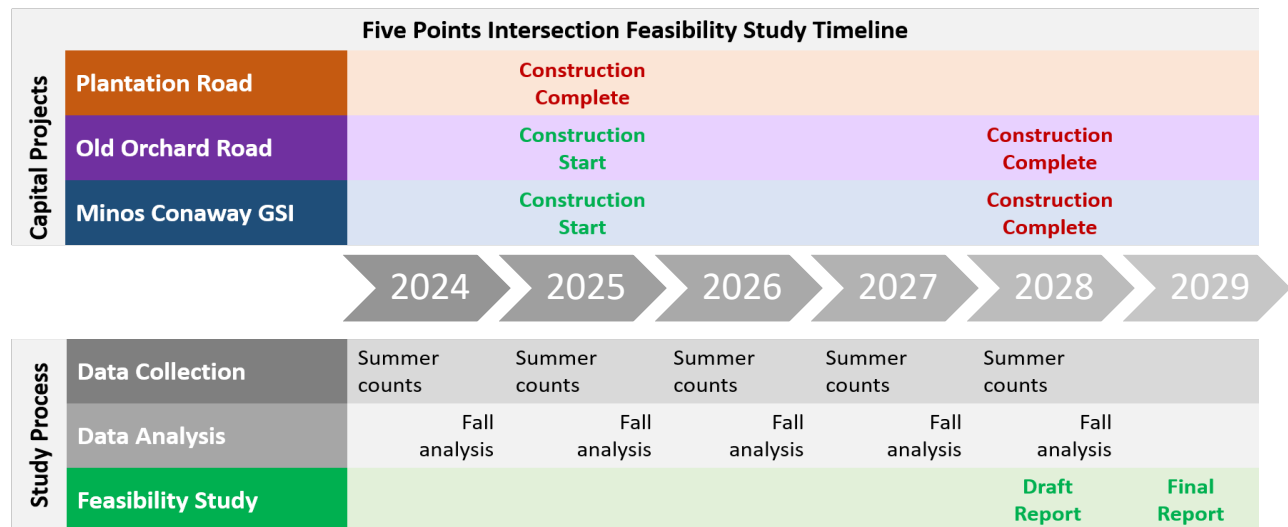 Five Points Intersection Feasibility Study Timeline
Capital Projects
Plantation Road
Construction
Complete
Old Orchard Road
Construction
Start
Construction
Complete
Minos Conaway GSI
Construction
Start
Construction
Complete
2024 2025 2026 2027 2028 2029
Study Process
Data Collection
Summer
counts
Summer
counts
Summer
counts
Summer
counts
Summer
counts
Data Analysis
Fall
analysis
Fall
analysis
Fall
analysis
Fall
analysis
Fall
analysis
Feasibility Study
Draft
Report
Final
Report